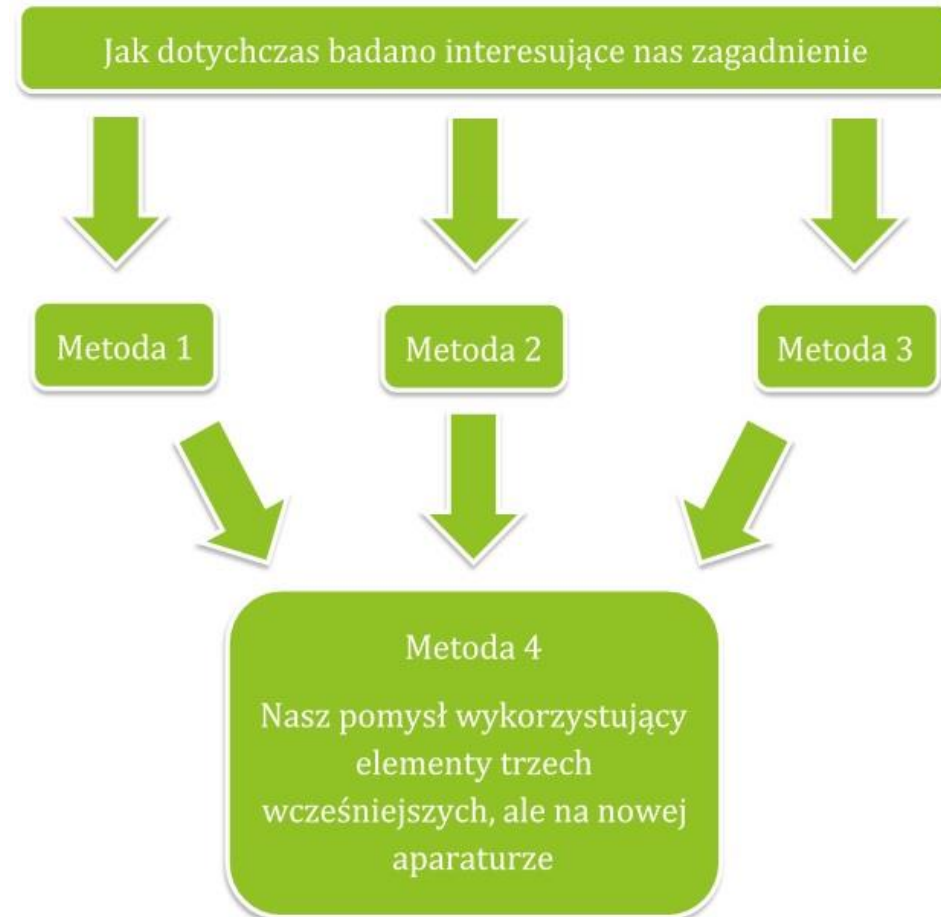 Jak dotychczas badano interesujące nas zagadnienie
Metoda 1
Metoda 2
Metoda 3
Metoda 4
Nasz pomysł wykorzystujący
elementy trzech
wcześniejszych, ale na nowej
aparaturze